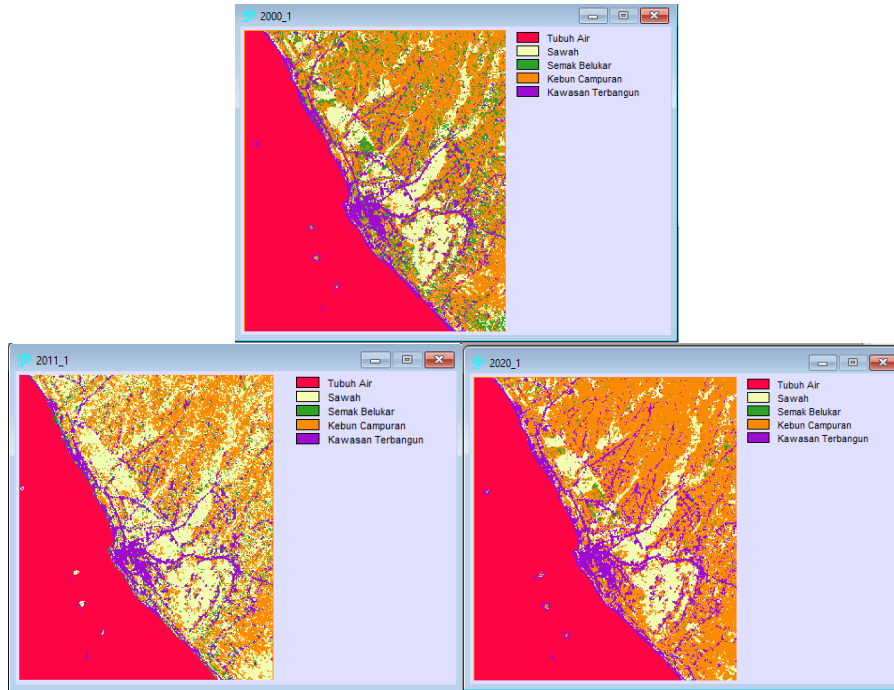 2000_1
Tubuh Air
Sawah
Semak Belukar
Kebun Campuran
Kawasan Terbangun
2011_1
Tubuh Air
Sawah
Semak Belukar
Kebun Campuran
Kawasan Terbangun
2020_1
Tubuh Air
Sawah
Semak Belukar
Kebun Campuran
Kawasan Terbangun